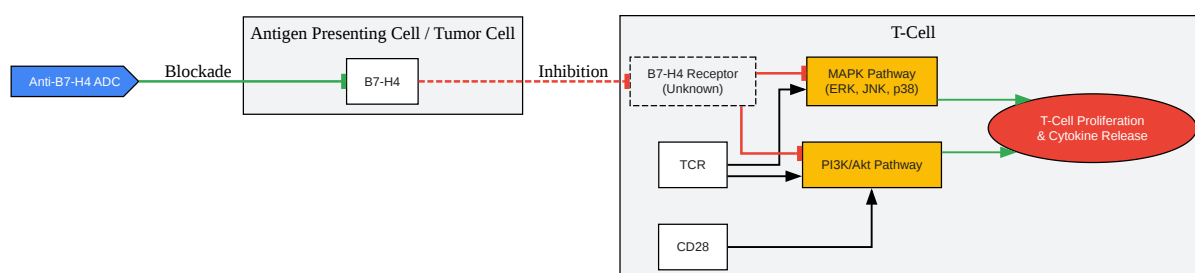 Anti-B7-H4 ADC
Blockade
Antigen Presenting Cell / Tumor Cell
B7-H4
Inhibition
T-Cell
B7-H4 Receptor
(Unknown)
MAPK Pathway
(ERK, JNK, p38)
T-Cell Proliferation
& Cytokine Release
TCR
PI3K/Akt Pathway
CD28